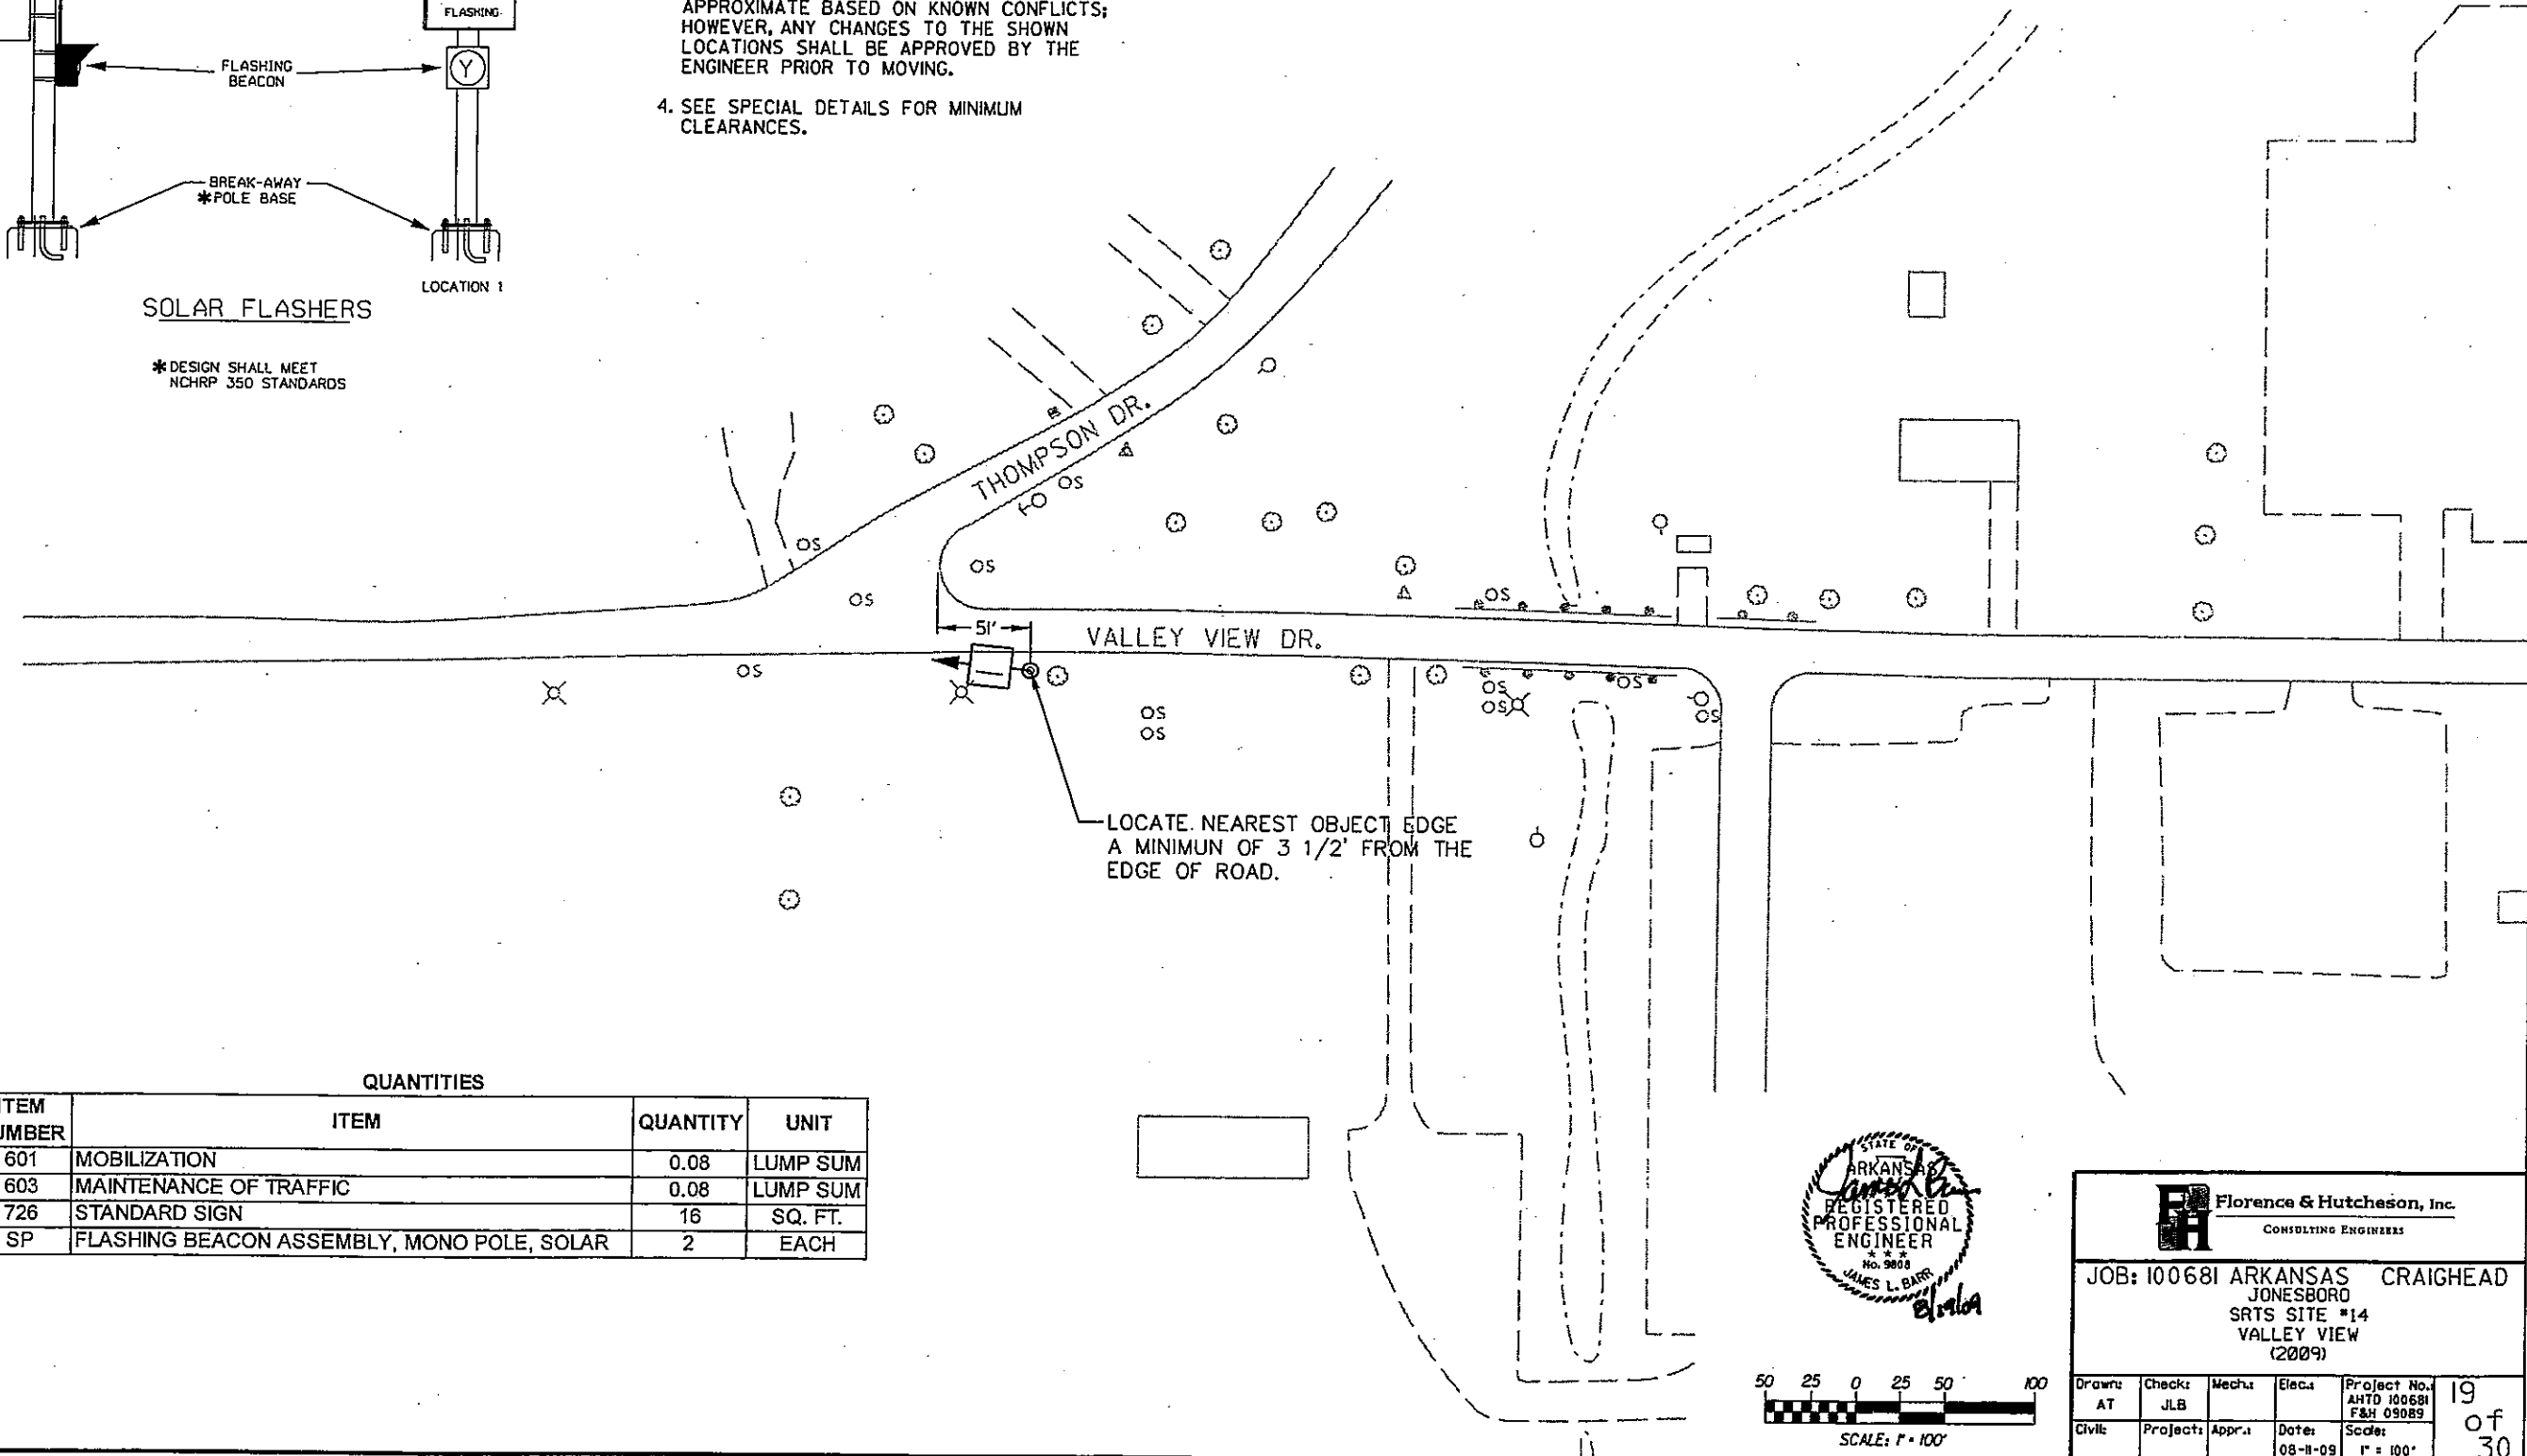 FLASHING
FLASHING
BEACON
Y
BREAK-AWAY
*POLE BASE
LOCATION 1
SOLAR FLASHERS
*DESIGN SHALL MEET
NCHRP 350 STANDARDS
APPROXIMATE BASED ON KNOWN CONFLICTS;
HOWEVER, ANY CHANGES TO THE SHOWN
LOCATIONS SHALL BE APPROVED BY THE
ENGINEER PRIOR TO MOVING.
4. SEE SPECIAL DETAILS FOR MINIMUM
CLEARANCES.
THOMPSON DR.
OS
OS
OS
OS
OS
51'
VALLEY VIEW DR.
OS
OS
OS
OS
OS
OS
OS
OS
LOCATE. NEAREST OBJECT EDGE
A MINIMUN OF 3 1/2' FROM THE
EDGE OF ROAD.
QUANTITIES
ITEM NUMBER ITEM QUANTITY UNIT
601 MOBILIZATION 0.08 LUMP SUM
603 MAINTENANCE OF TRAFFIC 0.08 LUMP SUM
726 STANDARD SIGN 16 SQ. FT.
SP FLASHING BEACON ASSEMBLY, MONO POLE, SOLAR 2 EACH
STATE OF
ARKANSAS
REGISTERED
PROFESSIONAL
ENGINEER
* * *
No. 9808
JAMES L. BARR
8/19/09
50 25 0 25 50 100
SCALE: 1" = 100'
FH
Florence & Hutcheson, Inc.
CONSULTING ENGINEERS
JOB: 100681 ARKANSAS CRAIGHEAD
JONESBORO
SRTS SITE #14
VALLEY VIEW
(2009)
Drawn: AT Check: JLB Mech.: Elec.: Project No.: AHTD 100681 F&H 09089
Civil: Project: Appr.: Date: 08-11-09 Scale: 1" = 100'
19
of
30